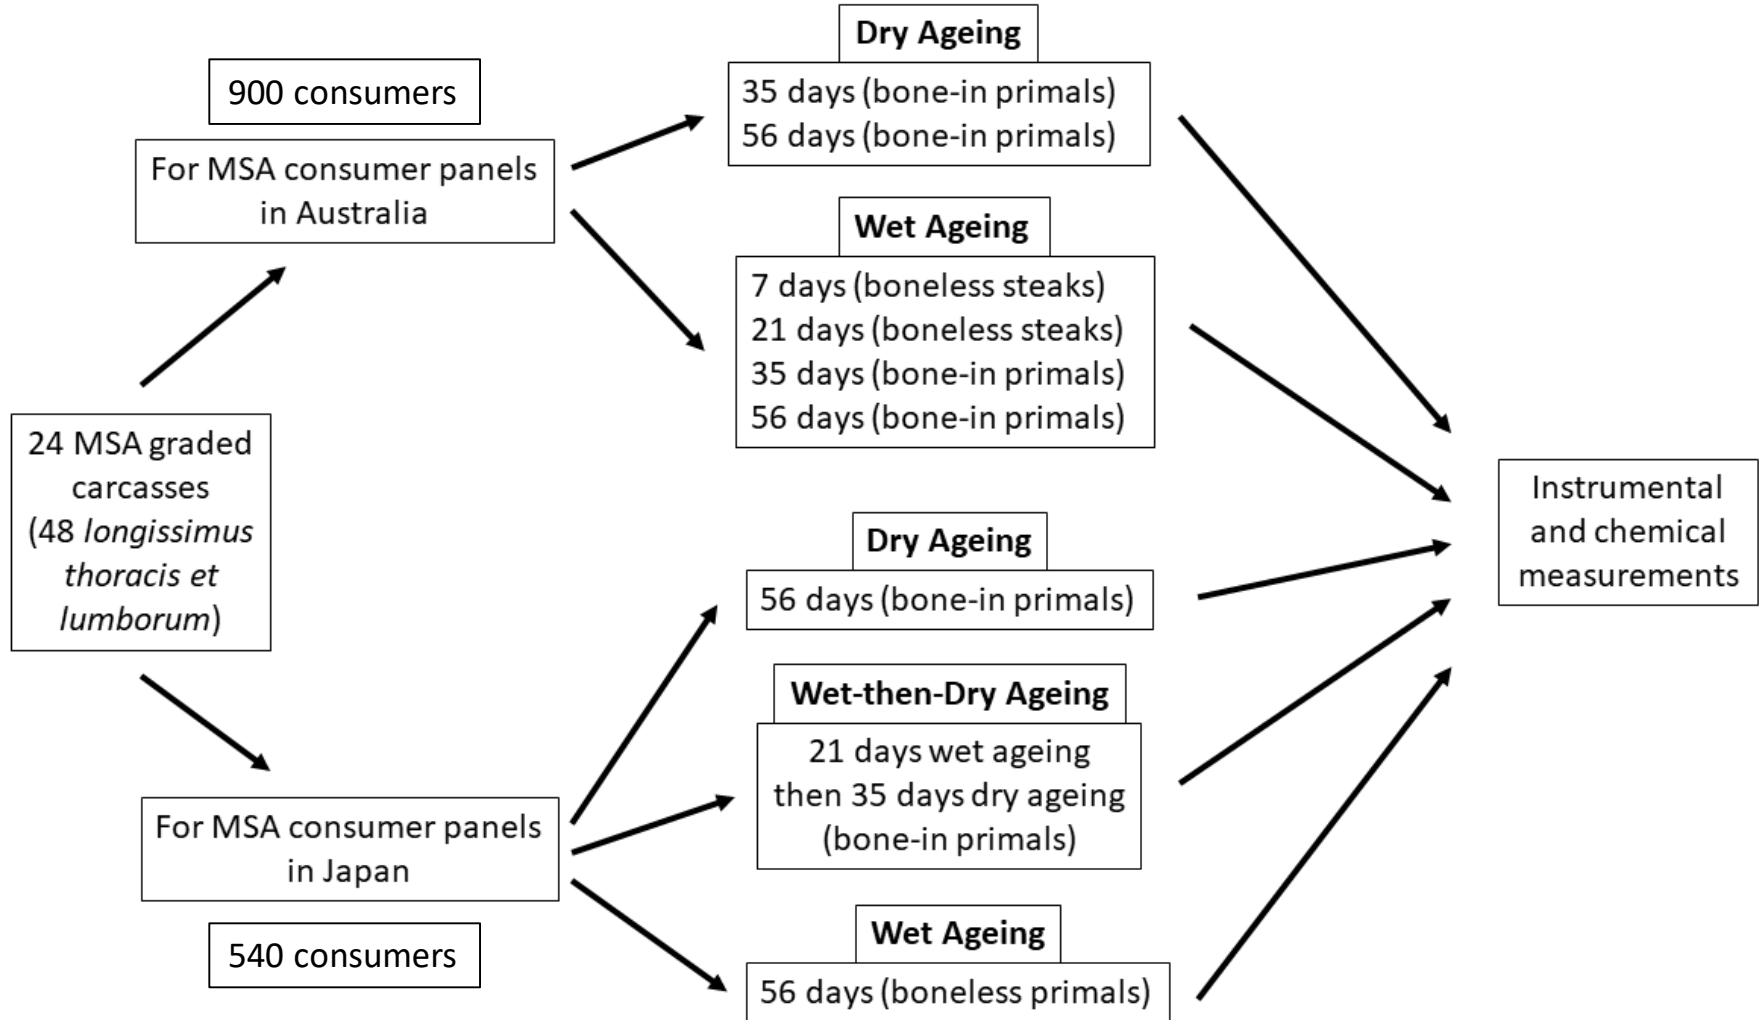 900 consumers
For MSA consumer panels
in Australia
24 MSA graded
carcasses
(48 longissimus
thoracis et
lumborum)
For MSA consumer panels
in Japan
540 consumers
Dry Ageing
35 days (bone-in primals)
56 days (bone-in primals)
Wet Ageing
7 days (boneless steaks)
21 days (boneless steaks)
35 days (bone-in primals)
56 days (bone-in primals)
Dry Ageing
56 days (bone-in primals)
Wet-then-Dry Ageing
21 days wet ageing
then 35 days dry ageing
(bone-in primals)
Wet Ageing
56 days (boneless primals)
Instrumental
and chemical
measurements